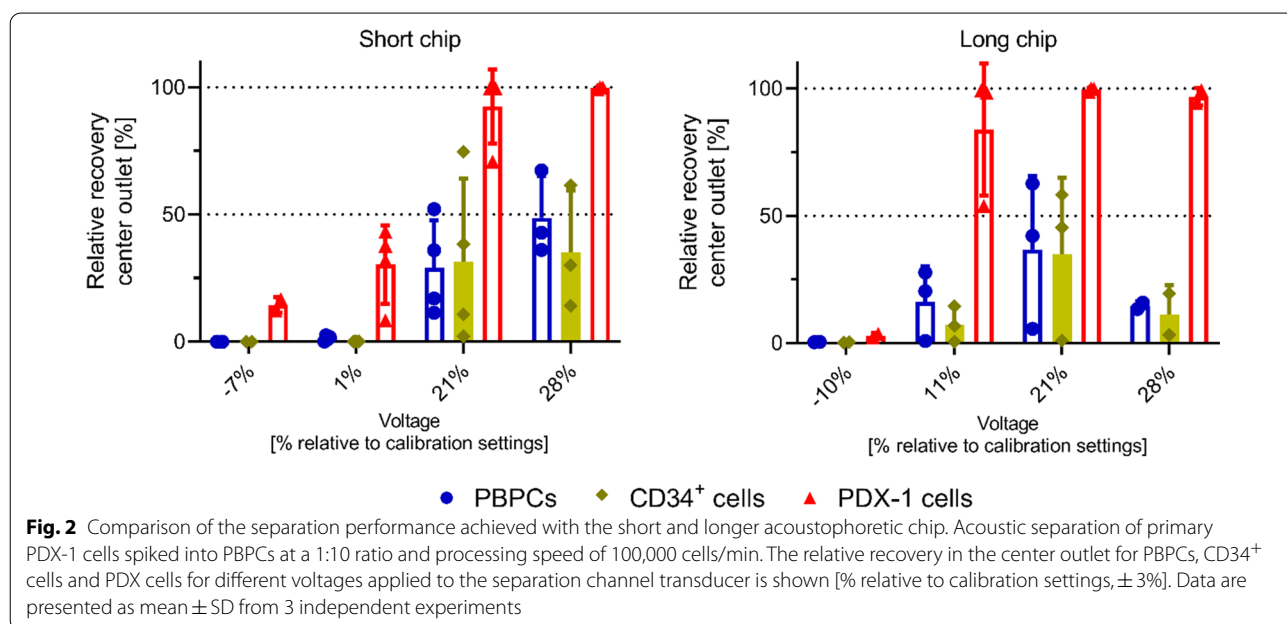 Short chip
Long chip
Relative recovery
center outlet [%]
100
50
0
-7%
1%
21%
28%
Voltage
[% relative to calibration settings]
Relative recovery
center outlet [%]
100
50
0
-10%
11%
21%
28%
Voltage
[% relative to calibration settings]
PBPCs CD34+ cells PDX-1 cells
Fig. 2 Comparison of the separation performance achieved with the short and longer acoustophoretic chip. Acoustic separation of primary
PDX-1 cells spiked into PBPCs at a 1:10 ratio and processing speed of 100,000 cells/min. The relative recovery in the center outlet for PBPCs, CD34+
cells and PDX cells for different voltages applied to the separation channel transducer is shown [% relative to calibration settings, ± 3%]. Data are
presented as mean ± SD from 3 independent experiments